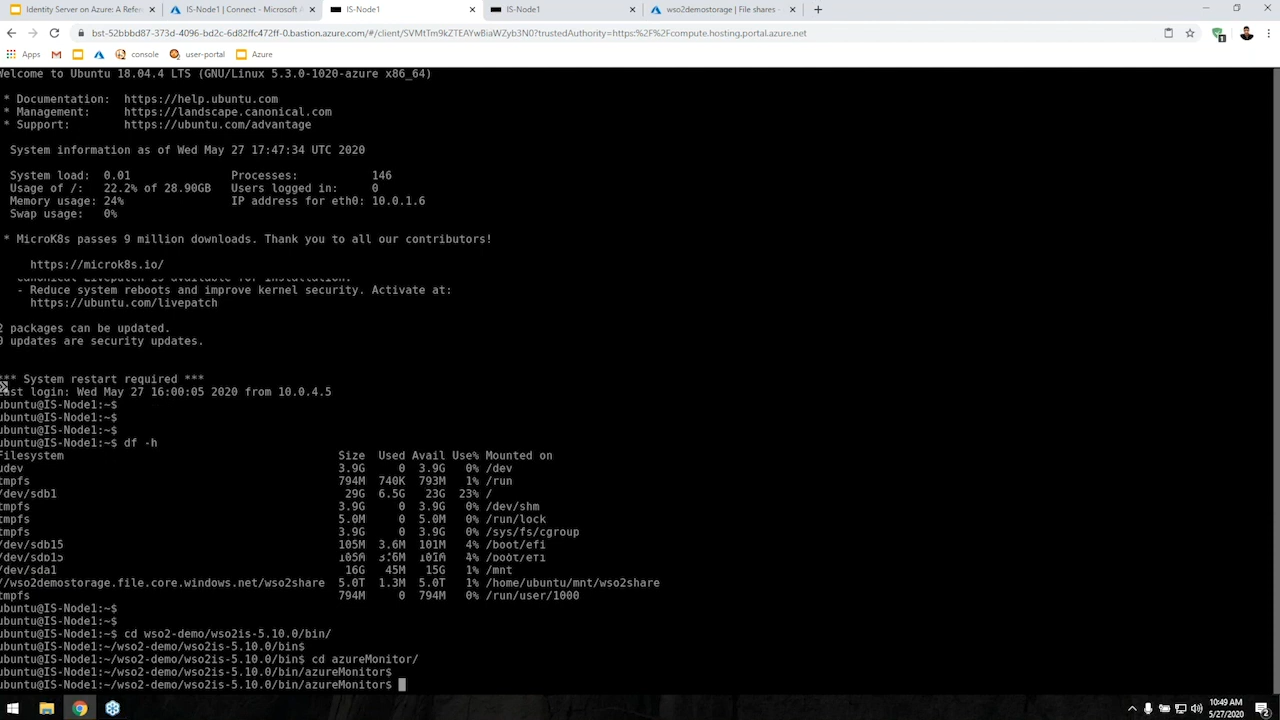 Identity Server on Azure: A Refer
IS-Node1 | Connect - Microsoft A
IS-Node1
IS-Node1
wso2demostorage | File shares -
bst-52bbbd87-373d-4096-bd2c-6d82ffc472ff-0.bastion.azure.com/#/client/SVMtTm9kZTEAYwBiaWZyb3N0?trustedAuthority=https:%2F%2Fcompute.hosting.portal.azure.net
Apps
console
user-portal
Azure
Welcome to Ubuntu 18.04.4 LTS (GNU/Linux 5.3.0-1020-azure x86_64)
* Documentation:  https://help.ubuntu.com
* Management:     https://landscape.canonical.com
* Support:        https://ubuntu.com/advantage
System information as of Wed May 27 17:47:34 UTC 2020
System load:  0.01               Processes:           146
Usage of /:   22.2% of 28.90GB   Users logged in:     0
Memory usage: 24%                IP address for eth0: 10.0.1.6
Swap usage:   0%
* MicroK8s passes 9 million downloads. Thank you to all our contributors!
https://microk8s.io/
- Reduce system reboots and improve kernel security. Activate at:
https://ubuntu.com/livepatch
2 packages can be updated.
0 updates are security updates.
*** System restart required ***
Last login: Wed May 27 16:00:05 2020 from 10.0.4.5
ubuntu@IS-Node1:~$
ubuntu@IS-Node1:~$
ubuntu@IS-Node1:~$
ubuntu@IS-Node1:~$ df -h
Filesystem                                       Size  Used Avail Use% Mounted on
udev                                             3.9G     0  3.9G   0% /dev
tmpfs                                            794M  740K  793M   1% /run
/dev/sdb1                                         29G  6.5G   23G  23% /
tmpfs                                            3.9G     0  3.9G   0% /dev/shm
tmpfs                                            5.0M     0  5.0M   0% /run/lock
tmpfs                                            3.9G     0  3.9G   0% /sys/fs/cgroup
/dev/sdb15                                       105M  3.6M  101M   4% /boot/efi
/dev/sdb15                                       105M  3.6M  101M   4% /boot/efi
/dev/sda1                                         16G   45M   15G   1% /mnt
//wso2demostorage.file.core.windows.net/wso2share 5.0T  1.3M  5.0T   1% /home/ubuntu/mnt/wso2share
tmpfs                                            794M     0  794M   0% /run/user/1000
ubuntu@IS-Node1:~$
ubuntu@IS-Node1:~$
ubuntu@IS-Node1:~$ cd wso2-demo/wso2is-5.10.0/bin/
ubuntu@IS-Node1:~/wso2-demo/wso2is-5.10.0/bin$
ubuntu@IS-Node1:~/wso2-demo/wso2is-5.10.0/bin$ cd azureMonitor/
ubuntu@IS-Node1:~/wso2-demo/wso2is-5.10.0/bin/azureMonitor$
ubuntu@IS-Node1:~/wso2-demo/wso2is-5.10.0/bin/azureMonitor$
10:49 AM
5/27/2020